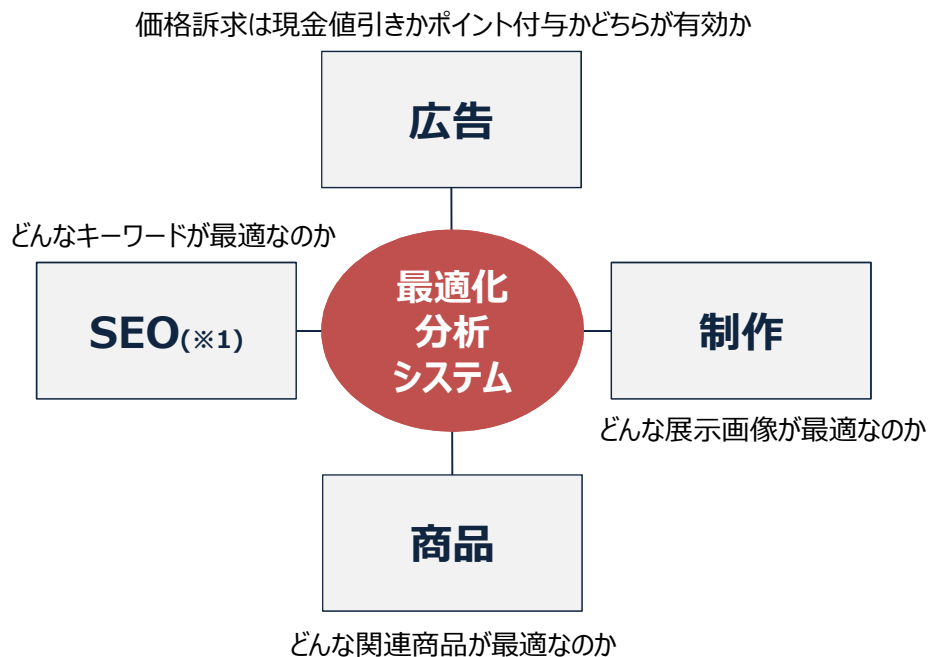 価格訴求は現金値引きかポイント付与かどちらが有効か
広告
どんなキーワードが最適なのか
SEO(※1)
最適化
分析
システム
制作
どんな展示画像が最適なのか
商品
どんな関連商品が最適なのか